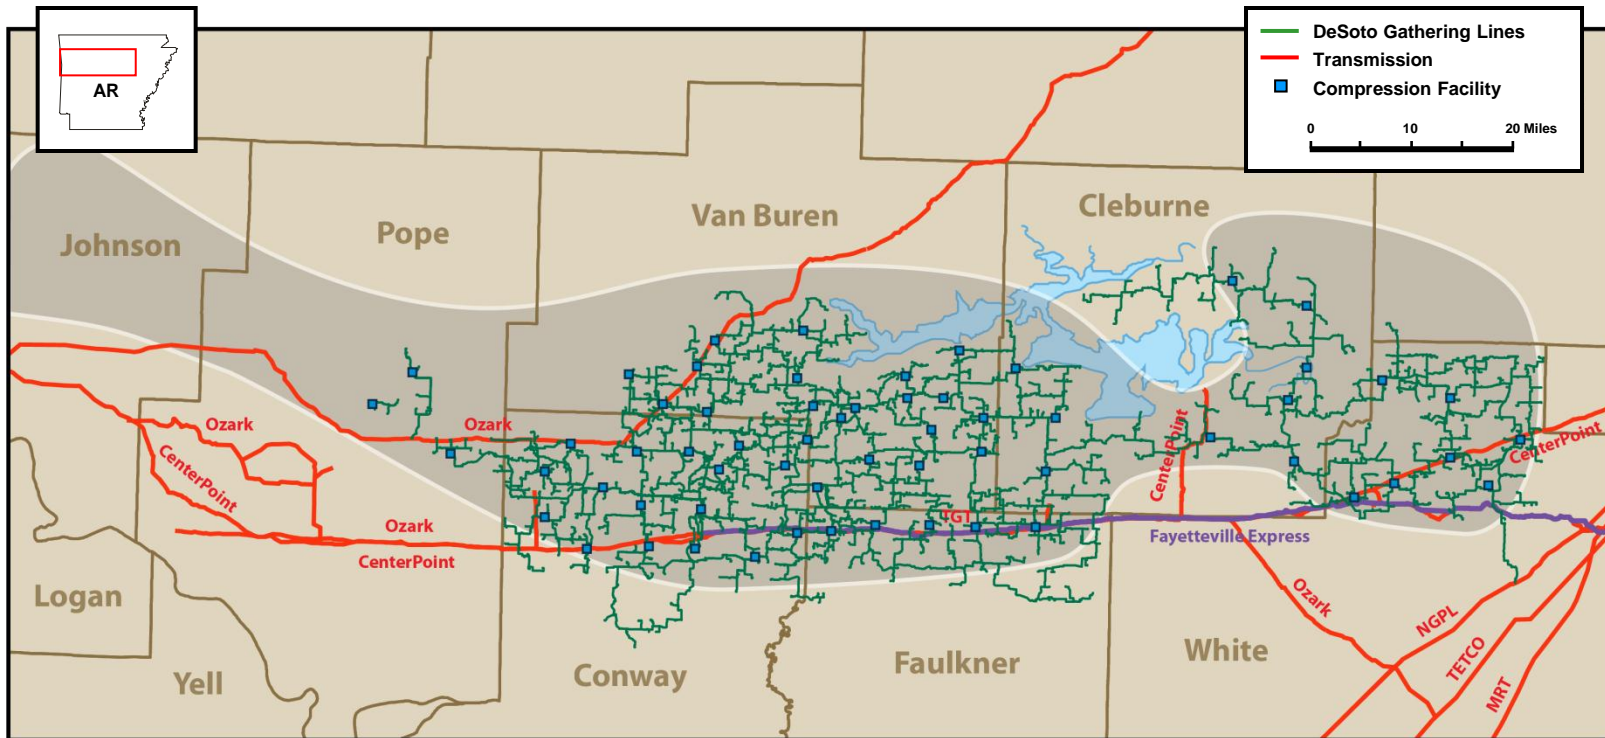 AR
DeSoto Gathering Lines
Transmission
Compression Facility
0 10 20 Miles
Johnson
Pope
Van Buren
Cleburne
Ozark
CenterPoint
Ozark
Ozark
CenterPoint
TGT
CenterPoint
CenterPoint
Fayetteville Express
Ozark
NGPL
TETCO
MRT
Logan
Yell
Conway
Faulkner
White